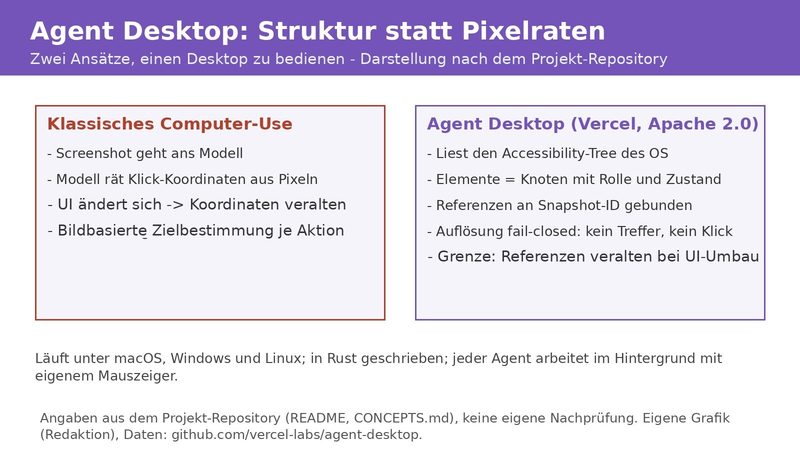 Agent Desktop: Struktur statt Pixelraten
Zwei Ansätze, einen Desktop zu bedienen - Darstellung nach dem Projekt-Repository
Klassisches Computer-Use
- Screenshot geht ans Modell
- Modell rät Klick-Koordinaten aus Pixeln
- UI ändert sich -> Koordinaten veralten
- Bildbasierte Zielbestimmung je Aktion
Agent Desktop (Vercel, Apache 2.0)
- Liest den Accessibility-Tree des OS
- Elemente = Knoten mit Rolle und Zustand
- Referenzen an Snapshot-ID gebunden
- Auflösung fail-closed: kein Treffer, kein Klick
- Grenze: Referenzen veralten bei UI-Umbau
Läuft unter macOS, Windows und Linux; in Rust geschrieben; jeder Agent arbeitet im Hintergrund mit
eigenem Mauszeiger.
Angaben aus dem Projekt-Repository (README, CONCEPTS.md), keine eigene Nachprüfung. Eigene Grafik
(Redaktion), Daten: github.com/vercel-labs/agent-desktop.